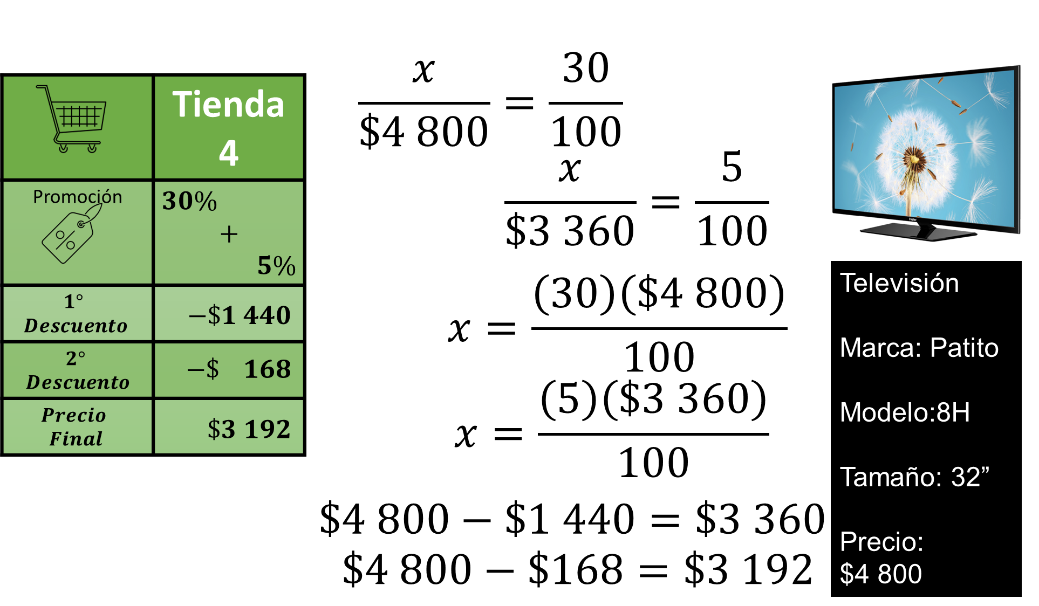 Tienda
4
Promoción
30%
+
5%
1°
Descuento
−$1 440
2°
Descuento
−$ 168
Precio
Final
$3 192
x/$4 800 = 30/100
x/$3 360 = 5/100
x = (30)($4 800)/100
x = (5)($3 360)/100
$4 800 − $1 440 = $3 360
$4 800 − $168 = $3 192
Televisión
Marca: Patito
Modelo:8H
Tamaño: 32”
Precio:
$4 800